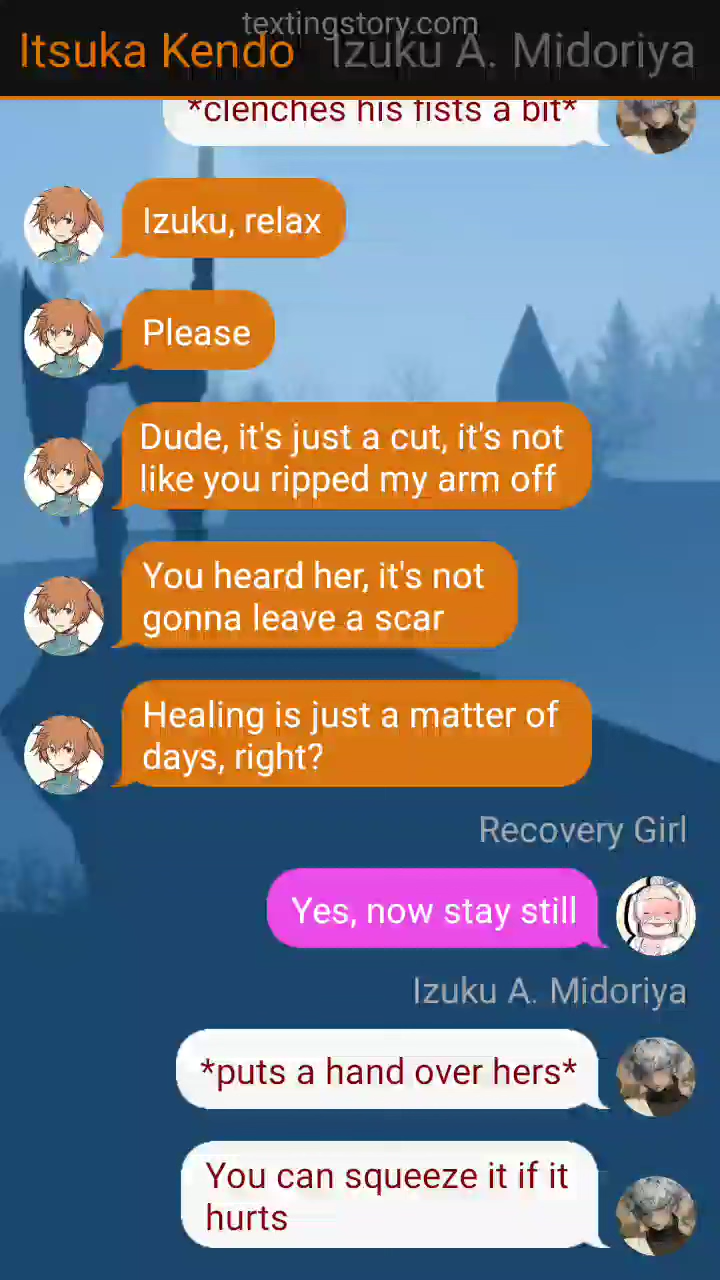 textingstory.com
Itsuka Kendo Izuku A. Midoriya
*clenches his fists a bit*
Izuku, relax
Please
Dude, it's just a cut, it's not
like you ripped my arm off
You heard her, it's not
gonna leave a scar
Healing is just a matter of
days, right?
Recovery Girl
Yes, now stay still
Izuku A. Midoriya
*puts a hand over hers*
You can squeeze it if it
hurts